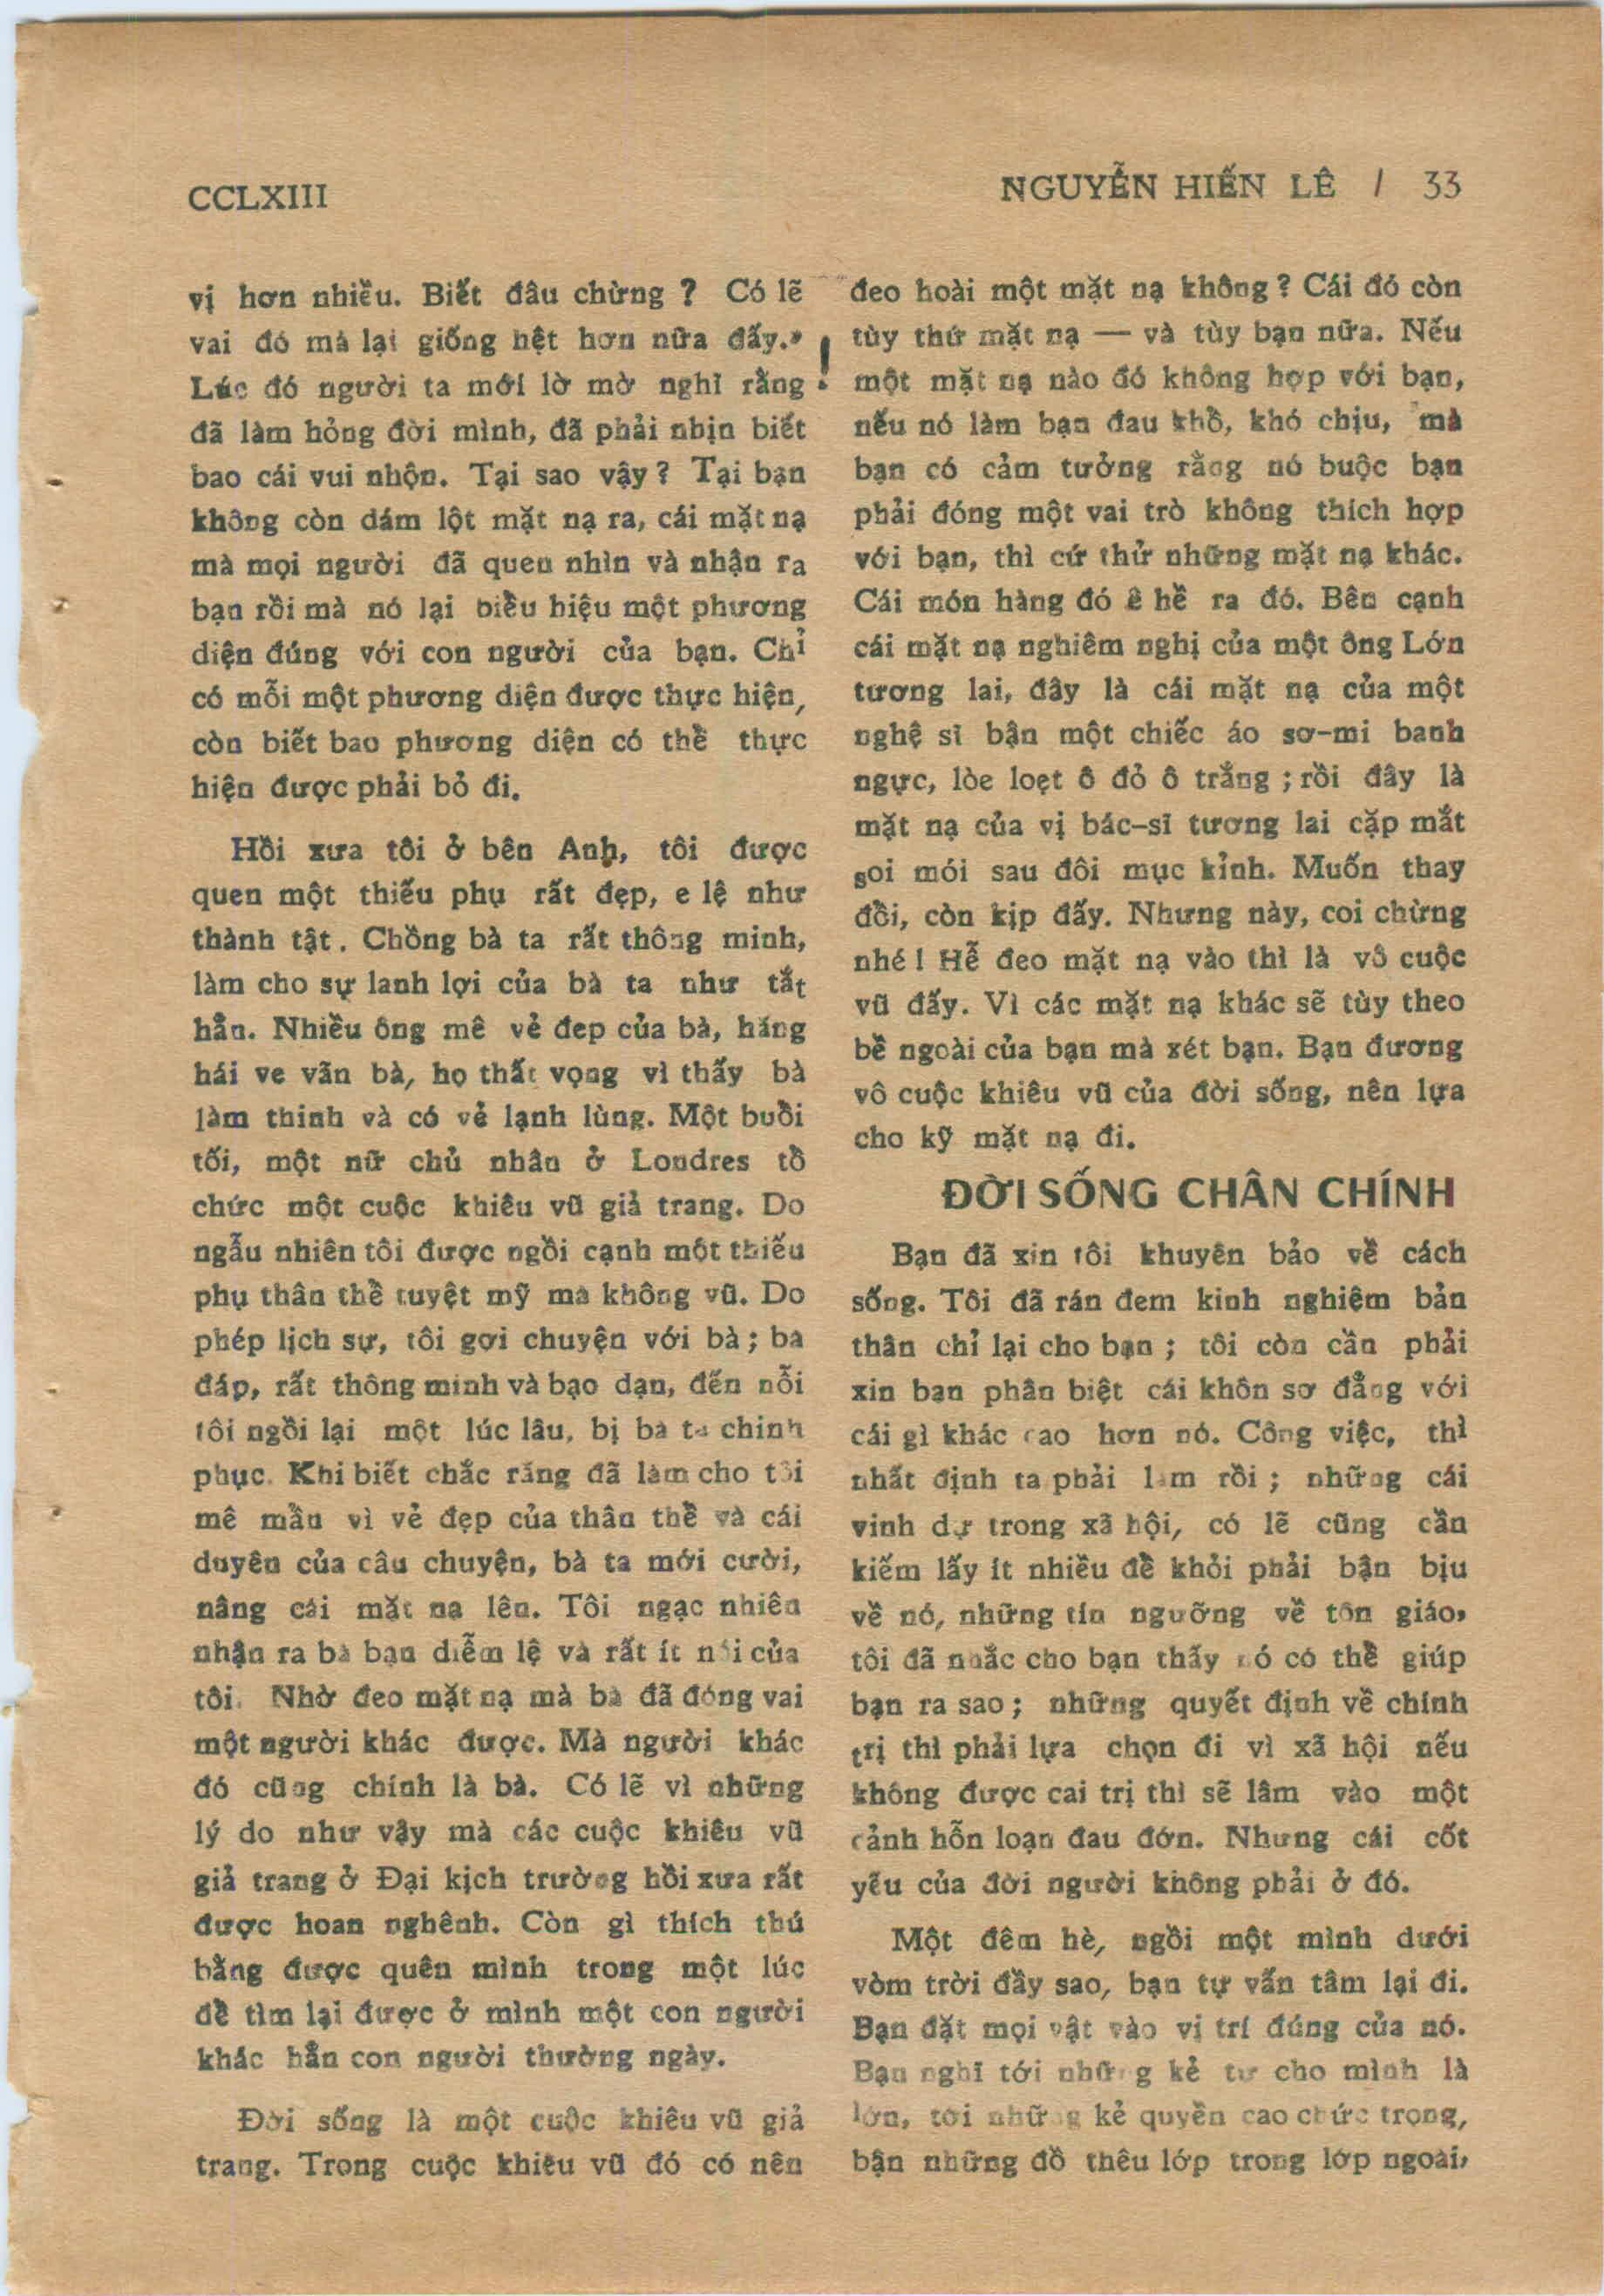 CCLXIII
NGUYỄN HIẾN LÊ / 33
vị hơn nhiều. Biết đâu chừng ? Có lẽ
vai đó mà lại giống hệt hơn nữa đấy.»
Lúc đó người ta mới lờ mờ nghĩ rằng
đã làm hỏng đời mình, đã phải nhịn biết
bao cái vui nhộn. Tại sao vậy ? Tại bạn
không còn dám lột mặt nạ ra, cái mặt nạ
mà mọi người đã quen nhìn và nhận ra
bạn rồi mà nó lại biểu hiệu một phương
diện đúng với con người của bạn. Chỉ
có mỗi một phương diện được thực hiện,
còn biết bao phương diện có thể thực
hiện được phải bỏ đi.
Hồi xưa tôi ở bên Anh, tôi được
quen một thiếu phụ rất đẹp, e lệ như
thành tật. Chồng bà ta rất thông minh,
làm cho sự lanh lợi của bà ta như tắt
hẳn. Nhiều ông mê vẻ đẹp của bà, hăng
hái ve vãn bà, họ thất vọng vì thấy bà
làm thinh và có vẻ lạnh lùng. Một buổi
tối, một nữ chủ nhân ở Londres tổ
chức một cuộc khiêu vũ giả trang. Do
ngẫu nhiên tôi được ngồi cạnh một thiếu
phụ thân thể tuyệt mỹ mà không vũ. Do
phép lịch sự, tôi gợi chuyện với bà ; bà
đáp, rất thông minh và bạo dạn, đến nỗi
tôi ngồi lại một lúc lâu, bị bà ta chinh
phục. Khi biết chắc rằng đã làm cho tôi
mê mẩn vì vẻ đẹp của thân thể và cái
duyên của câu chuyện, bà ta mới cười,
nâng cái mặt nạ lên. Tôi ngạc nhiên
nhận ra bà bạn diễm lệ và rất ít nói của
tôi. Nhờ đeo mặt nạ mà bà đã đóng vai
một người khác được. Mà người khác
đó cũng chính là bà. Có lẽ vì những
lý do như vậy mà các cuộc khiêu vũ
giả trang ở Đại kịch trường hồi xưa rất
được hoan nghênh. Còn gì thích thú
bằng được quên mình trong một lúc
để tìm lại được ở mình một con người
khác hẳn con người thường ngày.
Đời sống là một cuộc khiêu vũ giả
trang. Trong cuộc khiêu vũ đó có nên
đeo hoài một mặt nạ không ? Cái đó còn
tùy thứ mặt nạ — và tùy bạn nữa. Nếu
một mặt nạ nào đó không hợp với bạn,
nếu nó làm bạn đau khổ, khó chịu, mà
bạn có cảm tưởng rằng nó buộc bạn
phải đóng một vai trò không thích hợp
với bạn, thì cứ thử những mặt nạ khác.
Cái món hàng đó ê hề ra đó. Bên cạnh
cái mặt nạ nghiêm nghị của một ông Lớn
tương lai, đây là cái mặt nạ của một
nghệ sĩ bận một chiếc áo sơ-mi banh
ngực, lòe loẹt ô đỏ ô trắng ; rồi đây là
mặt nạ của vị bác-sĩ tương lai cặp mắt
soi mói sau đôi mục kỉnh. Muốn thay
đổi, còn kịp đấy. Nhưng này, coi chừng
nhé ! Hễ đeo mặt nạ vào thì là vô cuộc
vũ đấy. Vì các mặt nạ khác sẽ tùy theo
bề ngoài của bạn mà xét bạn. Bạn đương
vô cuộc khiêu vũ của đời sống, nên lựa
cho kỹ mặt nạ đi.
ĐỜI SỐNG CHÂN CHÍNH
Bạn đã xin tôi khuyên bảo về cách
sống. Tôi đã rán đem kinh nghiệm bản
thân chỉ lại cho bạn ; tôi còn cần phải
xin bạn phân biệt cái khôn sơ đẳng với
cái gì khác cao hơn nó. Công việc, thì
nhất định ta phải làm rồi ; những cái
vinh dự trong xã hội, có lẽ cũng cần
kiếm lấy ít nhiều để khỏi phải bận bịu
về nó, những tín ngưỡng về tôn giáo,
tôi đã nhắc cho bạn thấy nó có thể giúp
bạn ra sao ; những quyết định về chính
trị thì phải lựa chọn đi vì xã hội nếu
không được cai trị thì sẽ lâm vào một
cảnh hỗn loạn đau đớn. Nhưng cái cốt
yếu của đời người không phải ở đó.
Một đêm hè, ngồi một mình dưới
vòm trời đầy sao, bạn tự vấn tâm lại đi.
Bạn đặt mọi vật vào vị trí đúng của nó.
Bạn nghĩ tới những kẻ tự cho mình là
lớn, tới những kẻ quyền cao chức trọng,
bận những đồ thêu lớp trong lớp ngoài,